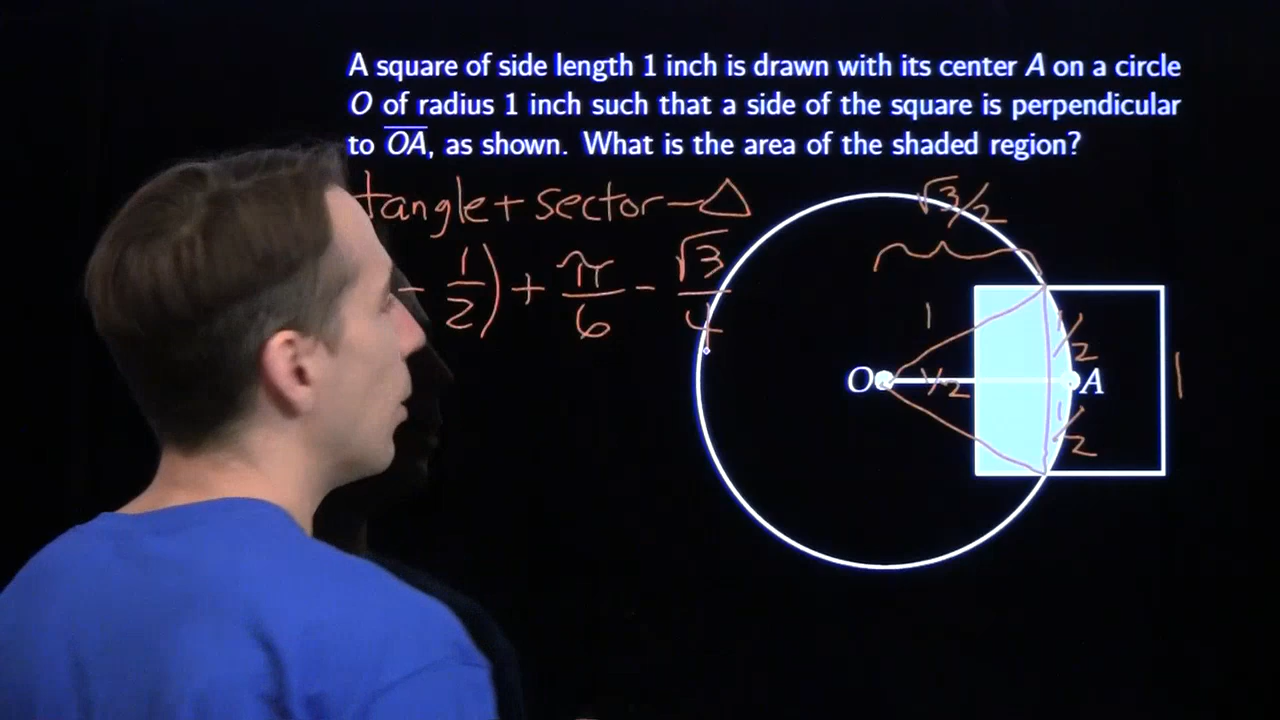 A square of side length 1 inch is drawn with its center A on a circle
O of radius 1 inch such that a side of the square is perpendicular
to \overline{OA}, as shown. What is the area of the shaded region?
tangle + sector - △
- 1/2) + π/6 - √3/4
√3/2
1
1/2
O
1/2
A
1
1/2